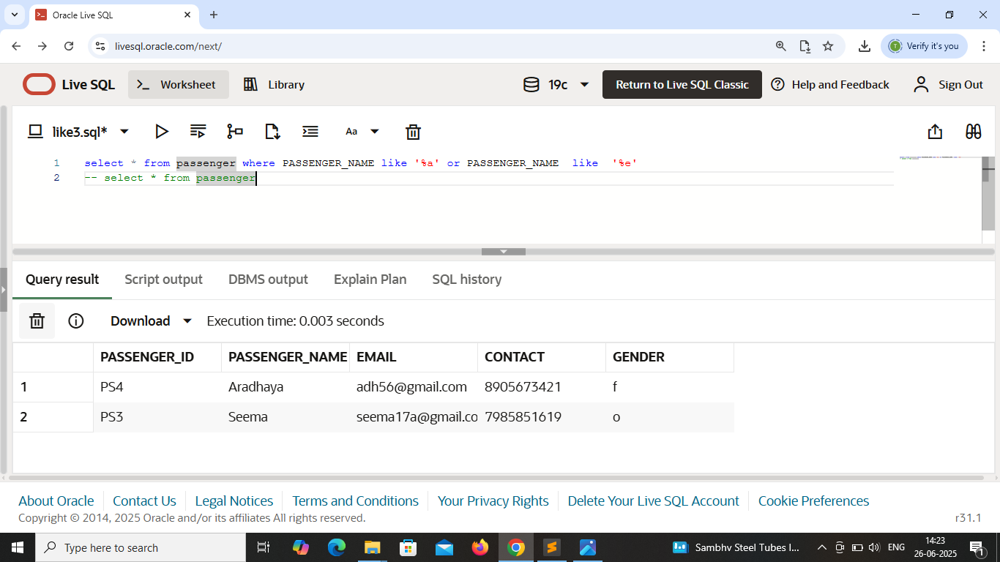 Oracle Live SQL
livesql.oracle.com/next/
Verify it's you
Live SQL Worksheet Library 19c Return to Live SQL Classic Help and Feedback Sign Out
like3.sql* Aa
1 select * from passenger where PASSENGER_NAME like '%a' or PASSENGER_NAME like '%e'
2 -- select * from passenger
Query result Script output DBMS output Explain Plan SQL history
Download Execution time: 0.003 seconds
PASSENGER_ID PASSENGER_NAME EMAIL CONTACT GENDER
1 PS4 Aradhaya adh56@gmail.com 8905673421 f
2 PS3 Seema seema17a@gmail.co 7985851619 o
About Oracle Contact Us Legal Notices Terms and Conditions Your Privacy Rights Delete Your Live SQL Account Cookie Preferences
Copyright © 2014, 2025 Oracle and/or its affiliates All rights reserved. r31.1
Type here to search
Sambhv Steel Tubes I... ENG
14:23
26-06-2025
1